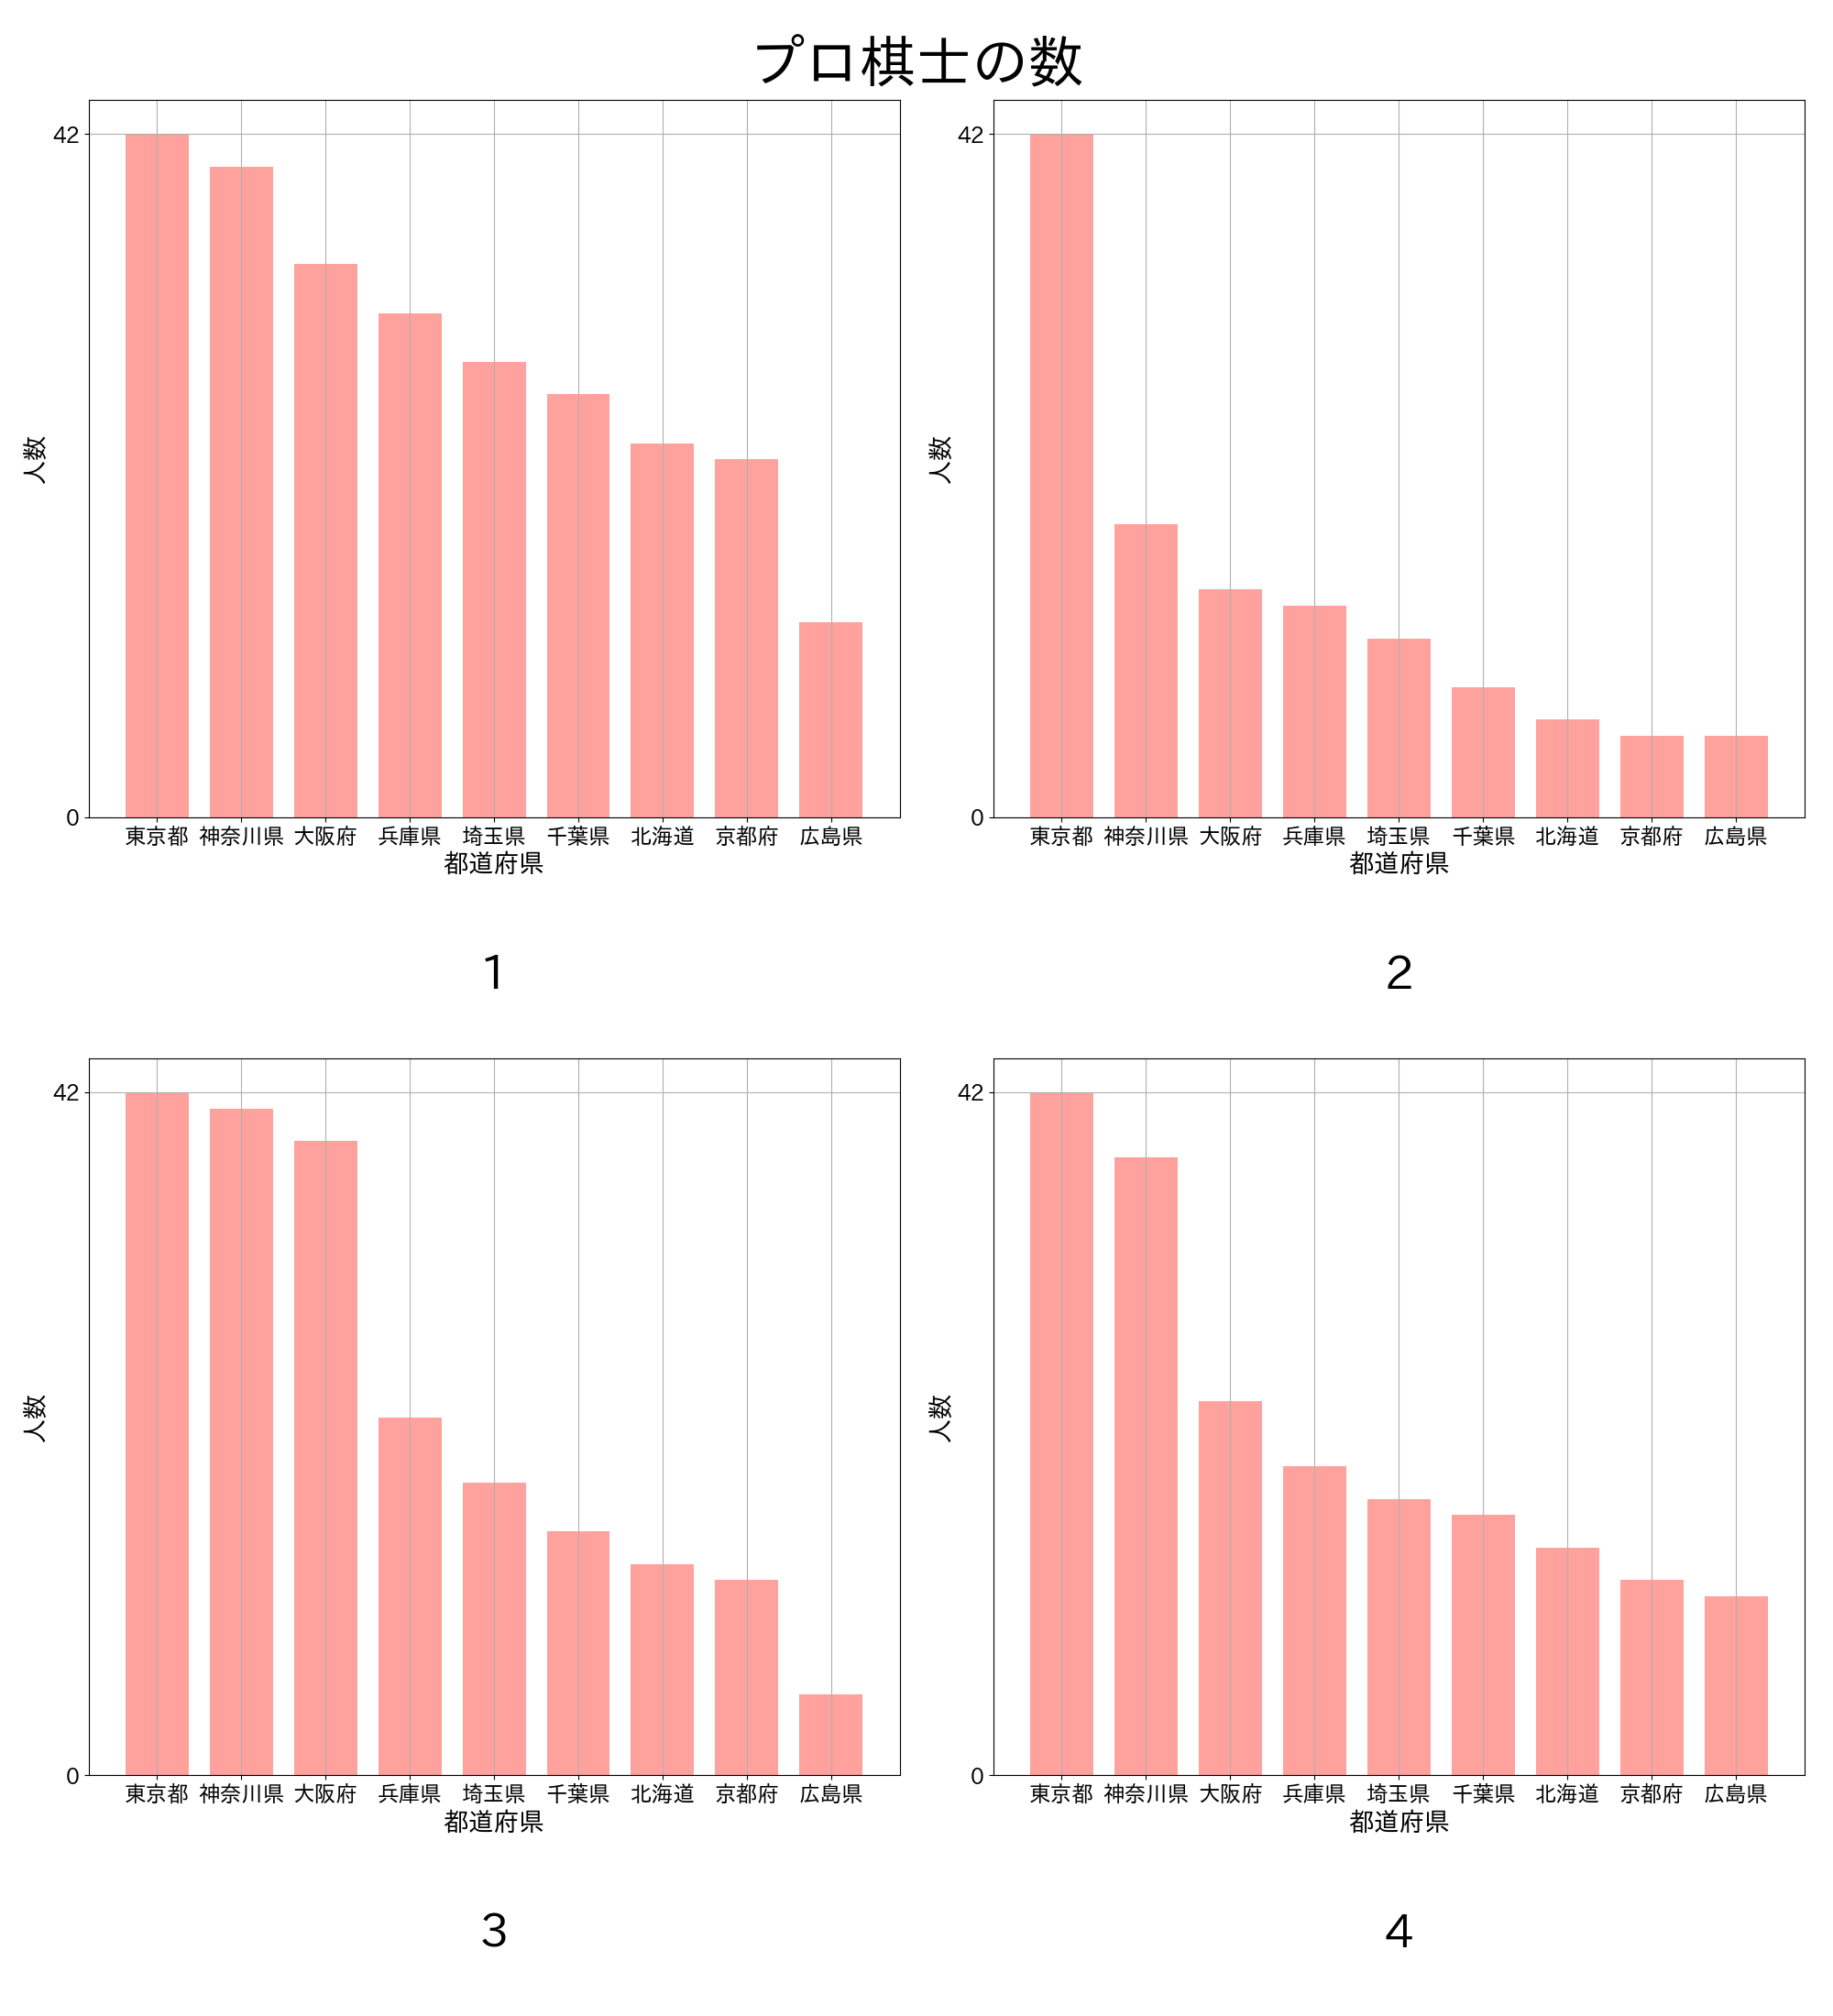 プロ棋士の数
42
0
人数
東京都 神奈川県 大阪府 兵庫県 埼玉県 千葉県 北海道 京都府 広島県
都道府県
1
42
0
人数
東京都 神奈川県 大阪府 兵庫県 埼玉県 千葉県 北海道 京都府 広島県
都道府県
2
42
0
人数
東京都 神奈川県 大阪府 兵庫県 埼玉県 千葉県 北海道 京都府 広島県
都道府県
3
42
0
人数
東京都 神奈川県 大阪府 兵庫県 埼玉県 千葉県 北海道 京都府 広島県
都道府県
4